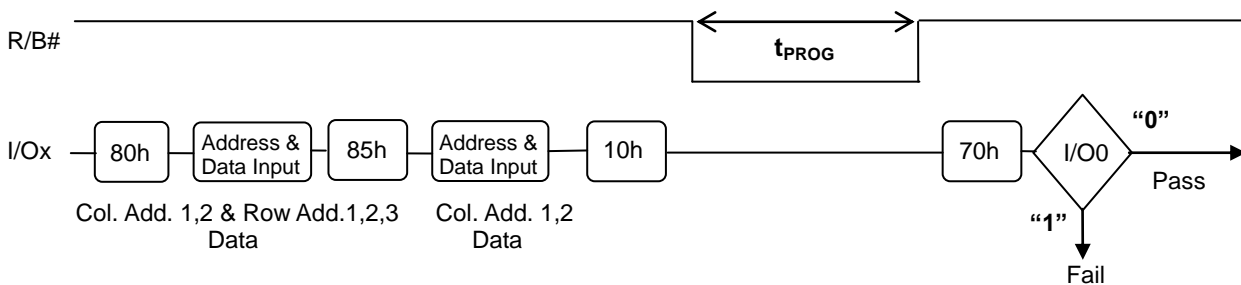 R/B#
tPROG
I/Ox
80h
Address &
Data Input
85h
Address &
Data Input
10h
70h
I/O0
“0”
Pass
Col. Add. 1,2 & Row Add.1,2,3
Data
Col. Add. 1,2
Data
“1”
Fail